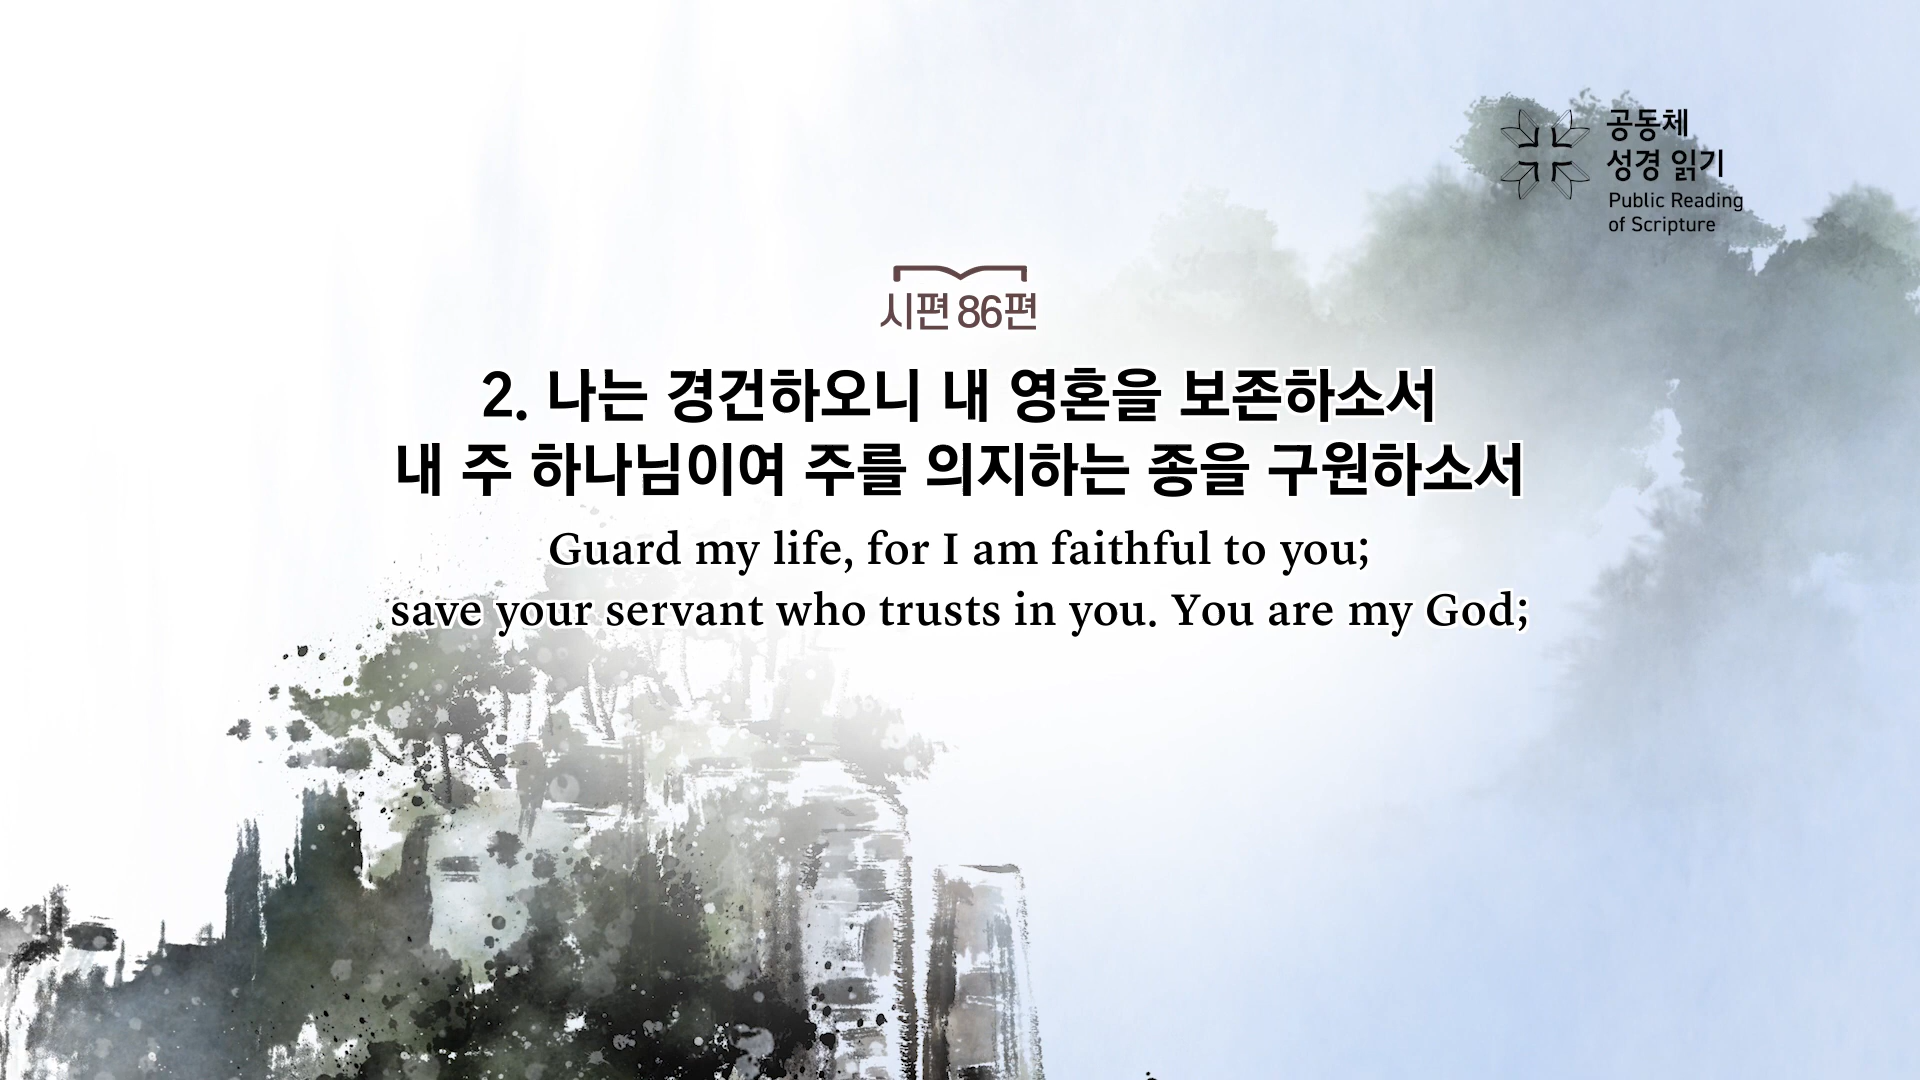 공동체
성경 읽기
Public Reading
of Scripture
시편 86편
2. 나는 경건하오니 내 영혼을 보존하소서
내 주 하나님이여 주를 의지하는 종을 구원하소서
Guard my life, for I am faithful to you;
save your servant who trusts in you. You are my God;